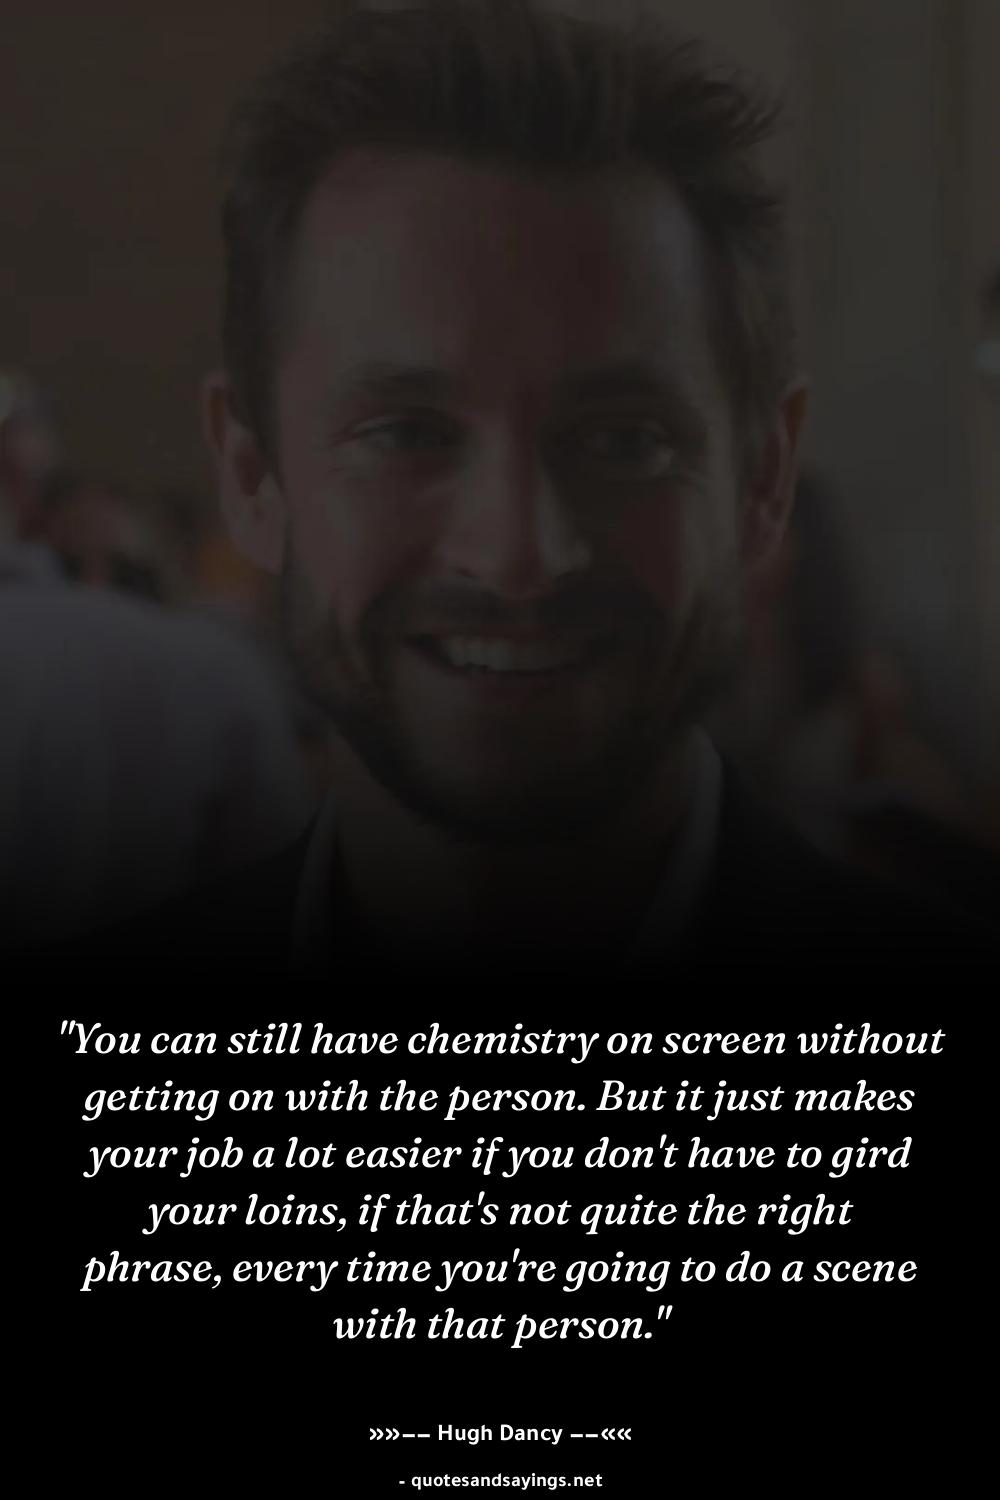 "You can still have chemistry on screen without
getting on with the person. But it just makes
your job a lot easier if you don't have to gird
your loins, if that's not quite the right
phrase, every time you're going to do a scene
with that person."
»»–– Hugh Dancy ––««
- quotesandsayings.net